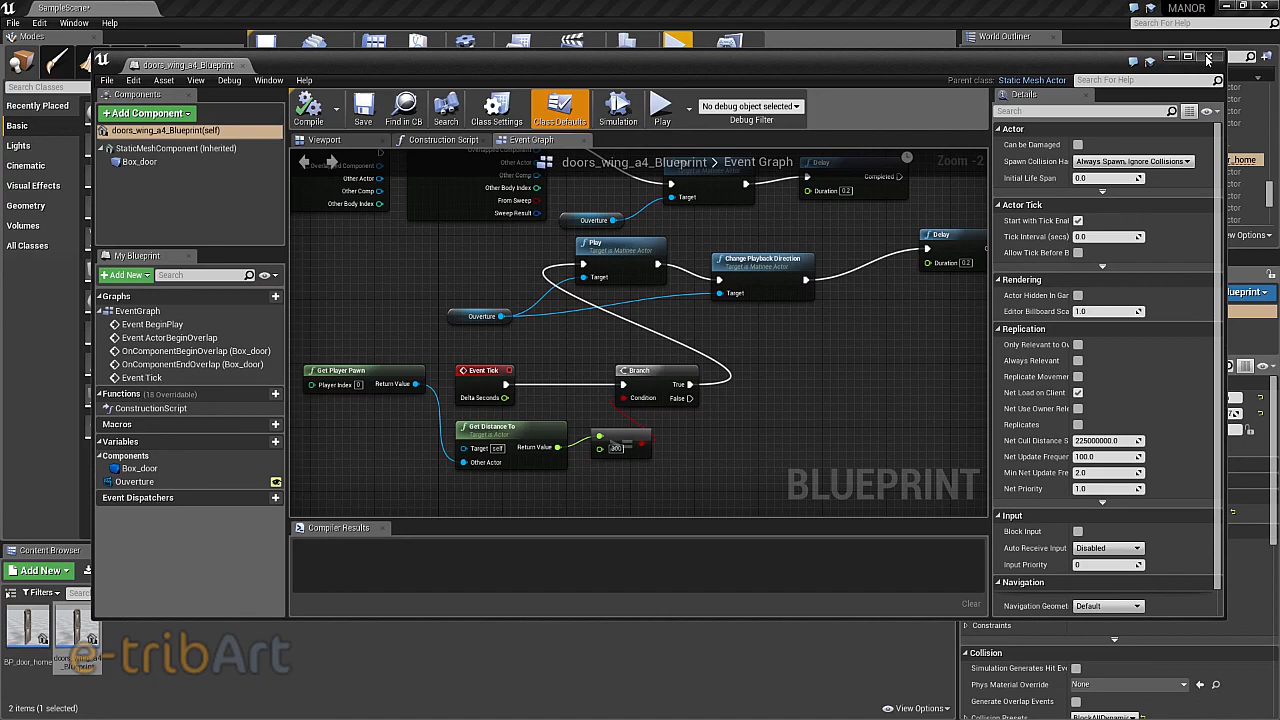 SampleScene*
MANOR
File Edit Window Help
Search For Help
Modes
World Outliner
Search Classes
Recently Placed
Basic
Lights
Cinematic
Visual Effects
Geometry
Volumes
All Classes
doors_wing_a4_Blueprint
File Edit Asset View Debug Window Help
Parent class: Static Mesh Actor
Search For Help
Components
+ Add Component
doors_wing_a4_Blueprint(self)
StaticMeshComponent (Inherited)
Box_door
My Blueprint
+ Add New
Search
Graphs
EventGraph
Event BeginPlay
Event ActorBeginOverlap
OnComponentBeginOverlap (Box_door)
OnComponentEndOverlap (Box_door)
Event Tick
Functions (18 Overridable)
ConstructionScript
Macros
Variables
Components
Box_door
Ouverture
Event Dispatchers
Compile
Save
Find in CB
Search
Class Settings
Class Defaults
Simulation
Play
No debug object selected
Debug Filter
Viewport
Construction Script
Event Graph
doors_wing_a4_Blueprint > Event Graph
Zoom -2
Other Actor
Other Comp
Other Body Index
Other Actor
Other Comp
Other Body Index
From Sweep
Sweep Result
Target
Ouverture
Delay
Completed
Duration 0.2
Play
Target is Matinee Actor
Target
Change Playback Direction
Target is Matinee Actor
Target
Delay
Duration 0.2
Ouverture
Get Player Pawn
Player Index 0
Return Value
Event Tick
Delta Seconds
Branch
True
Condition
False
Get Distance To
Target is Actor
Target self
Return Value
Other Actor
BLUEPRINT
Compiler Results
Clear
Details
Search
Actor
Can be Damaged
Spawn Collision Ha
Always Spawn, Ignore Collisions
Initial Life Span
0.0
Actor Tick
Start with Tick Enal
Tick Interval (secs)
0.0
Allow Tick Before B
Rendering
Actor Hidden In Gar
Editor Billboard Sca
1.0
Replication
Only Relevant to Ov
Always Relevant
Replicate Movemer
Net Load on Client
Net Use Owner Rele
Replicates
Net Cull Distance S
225000000.0
Net Update Frequer
100.0
Min Net Update Fre
2.0
Net Priority
1.0
Input
Block Input
Auto Receive Input
Disabled
Input Priority
0
Navigation
Navigation Geomet
Default
Content Browser
Add New
Filters
BP_door_home
doors_wing_a4
_Blueprint
e-tribArt
2 items (1 selected)
View Options
Constraints
Collision
Simulation Generates Hit Ev
Phys Material Override
None
Generate Overlap Events
Collision Presets
BlockAllDynamic